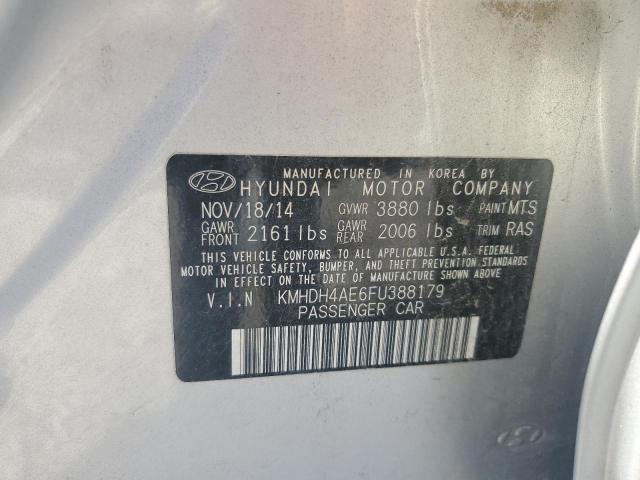 MANUFACTURED IN KOREA BY
HYUNDAI MOTOR COMPANY
NOV/18/14 GVWR 3880 lbs PAINT MTS
GAWR FRONT 2161 lbs GAWR REAR 2006 lbs TRIM RAS
THIS VEHICLE CONFORMS TO ALL APPLICABLE U.S.A. FEDERAL
MOTOR VEHICLE SAFETY, BUMPER, AND THEFT PREVENTION STANDARDS
IN EFFECT ON THE DATE OF MANUFACTURE SHOWN ABOVE.
V.I.N KMHDH4AE6FU388179
PASSENGER CAR